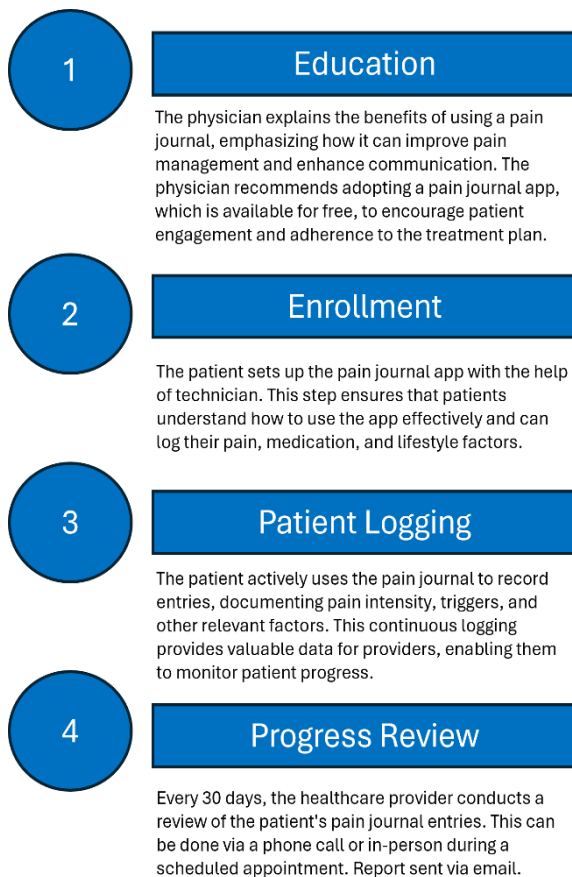 1
Education
The physician explains the benefits of using a pain
journal, emphasizing how it can improve pain
management and enhance communication. The
physician recommends adopting a pain journal app,
which is available for free, to encourage patient
engagement and adherence to the treatment plan.
2
Enrollment
The patient sets up the pain journal app with the help
of technician. This step ensures that patients
understand how to use the app effectively and can
log their pain, medication, and lifestyle factors.
3
Patient Logging
The patient actively uses the pain journal to record
entries, documenting pain intensity, triggers, and
other relevant factors. This continuous logging
provides valuable data for providers, enabling them
to monitor patient progress.
4
Progress Review
Every 30 days, the healthcare provider conducts a
review of the patient's pain journal entries. This can
be done via a phone call or in-person during a
scheduled appointment. Report sent via email.